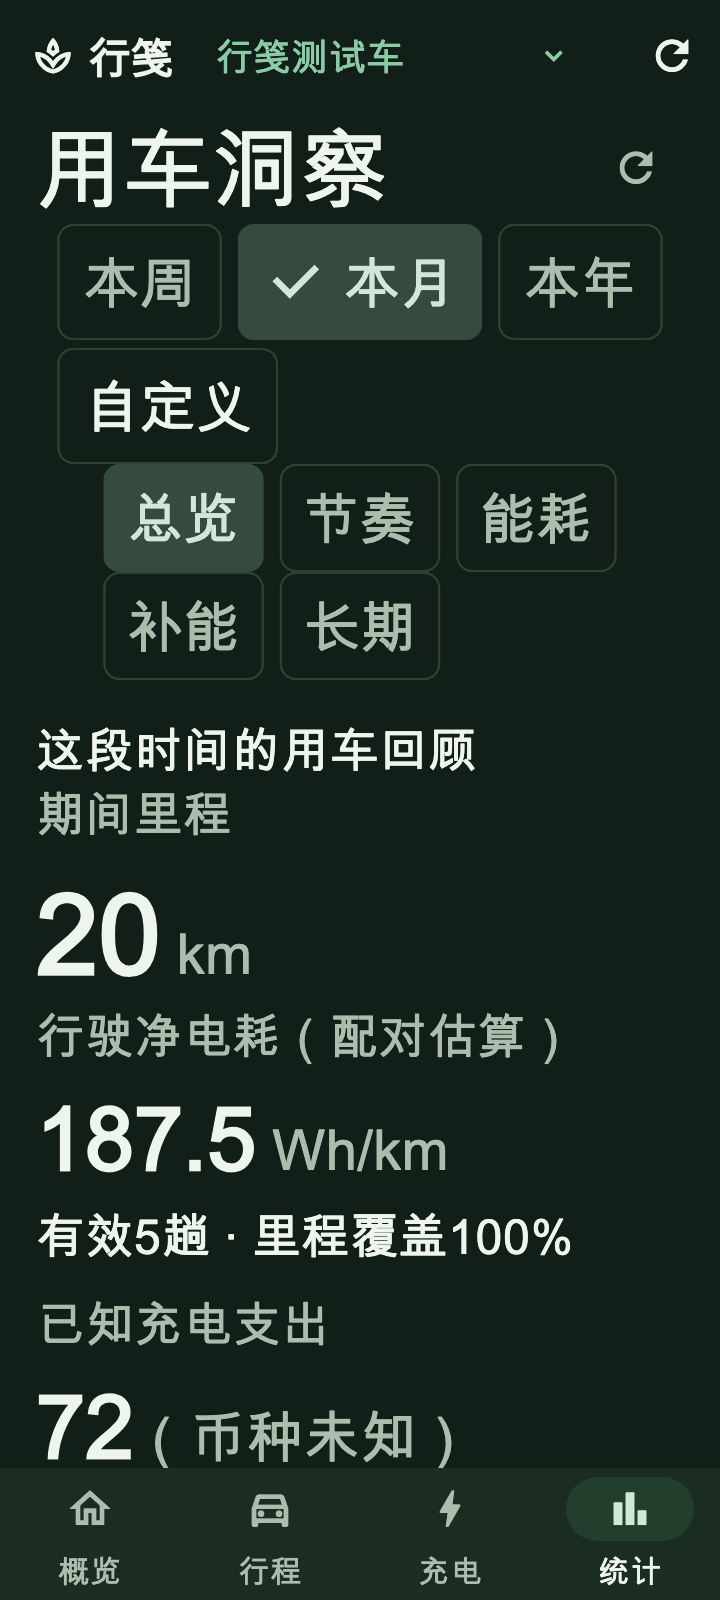 行笺 行笺测试车
用车洞察
本周 本月 本年
自定义
总览 节奏 能耗
补能 长期
这段时间的用车回顾
期间里程
20 km
行驶净电耗（配对估算）
187.5 Wh/km
有效5趟 · 里程覆盖100%
已知充电支出
72（币种未知）
概览 行程 充电 统计